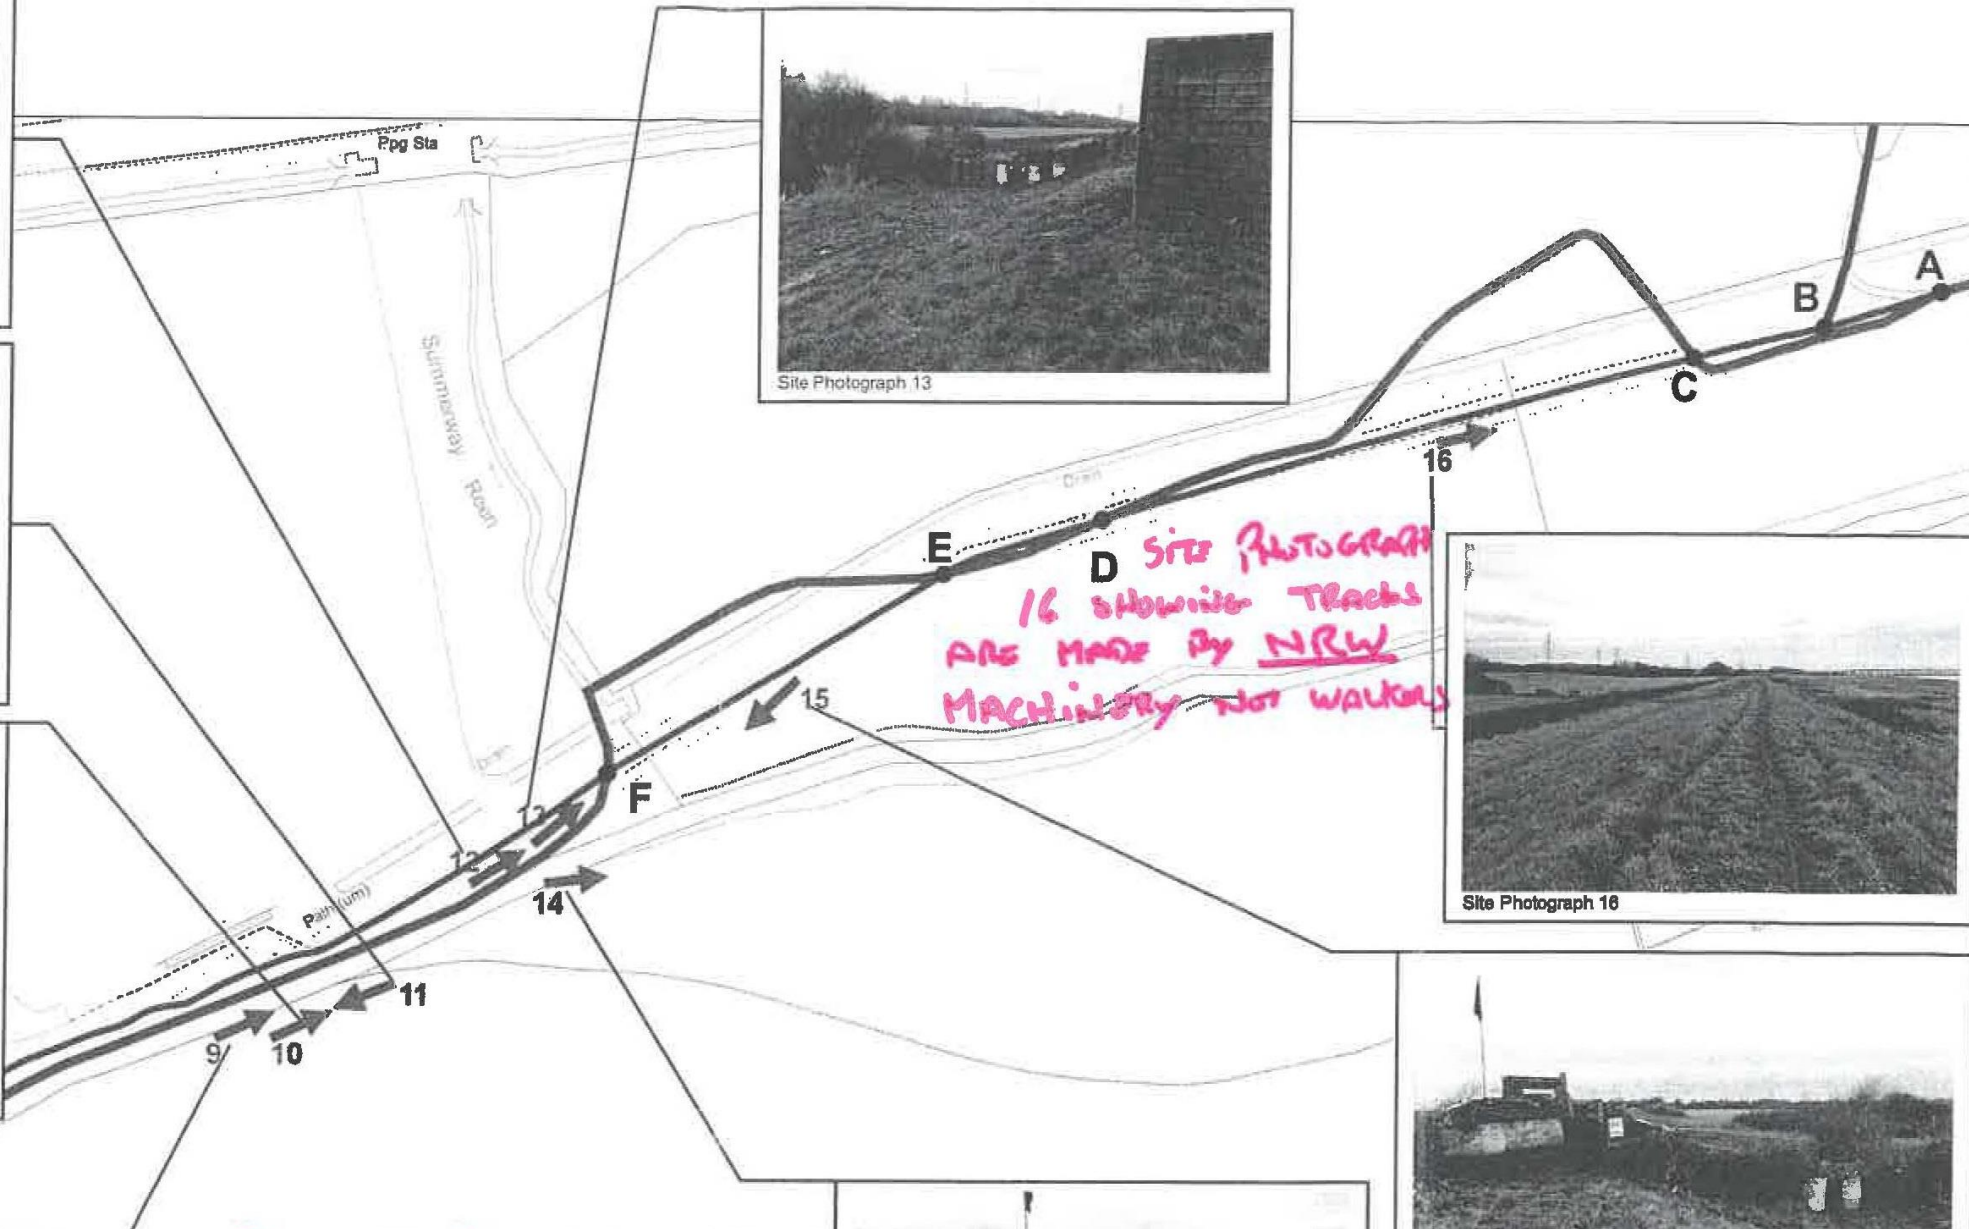 Ppg Sta
Site Photograph 13
A
B
C
Summerway Reen
Drain
16
E
D
SITE PHOTOGRAPH
16 SHOWING TRACKS
ARE MADE By NRW
MACHINERY NOT WALKERS
15
Drain
F
13
12
14
Path (um)
Site Photograph 16
11
9
10